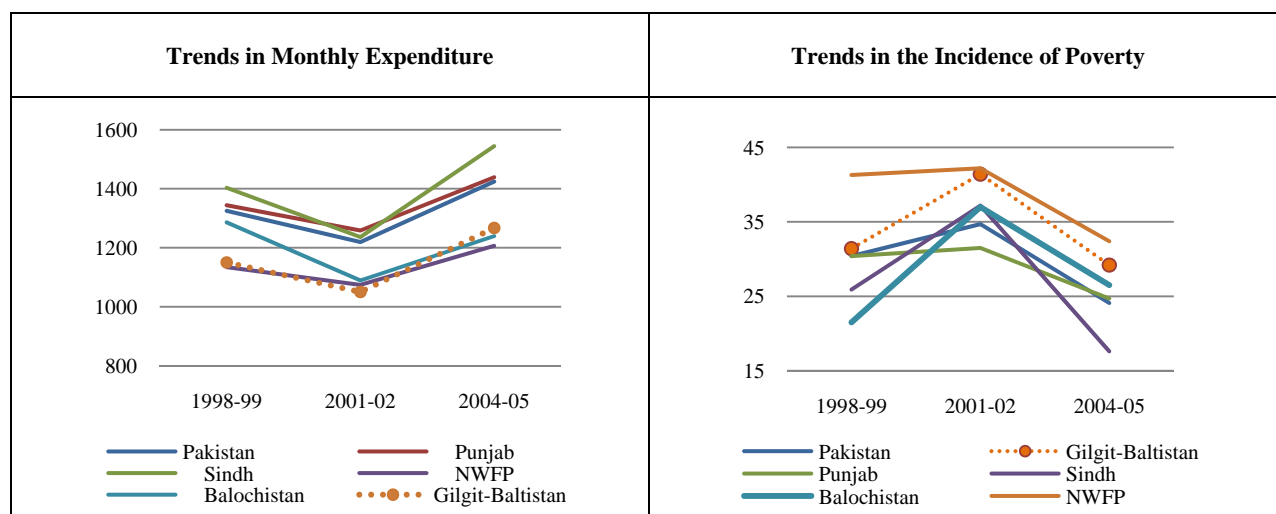 Trends in Monthly Expenditure
1600
1400
1200
1000
800
1998-99 2001-02 2004-05
Pakistan Punjab
Sindh NWFP
Balochistan Gilgit-Baltistan
Trends in the Incidence of Poverty
45
35
25
15
1998-99 2001-02 2004-05
Pakistan Gilgit-Baltistan
Punjab Sindh
Balochistan NWFP